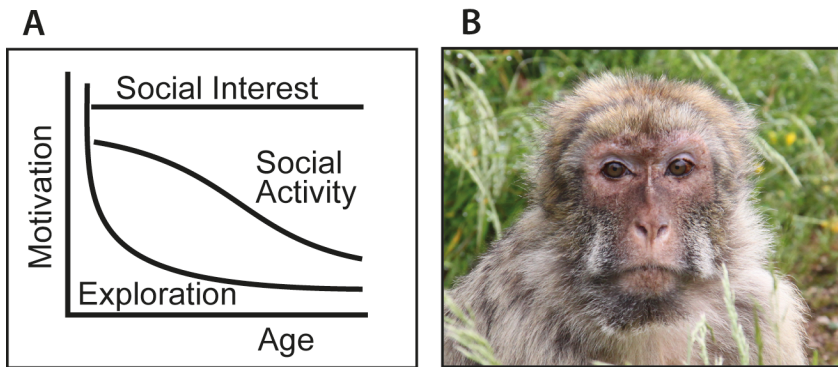 A
B
Social Interest
Social
Activity
Motivation
Exploration
Age